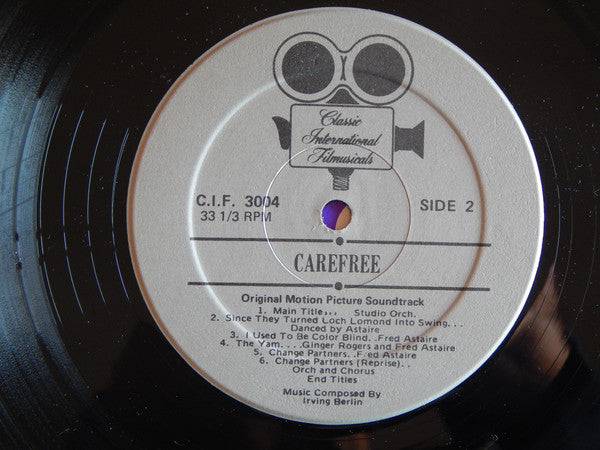 Classic
International
Filmusicals
C.I.F. 3004
33 1/3 RPM
SIDE 2
CAREFREE
Original Motion Picture Soundtrack
1. Main Title... Studio Orch.
2. Since They Turned Loch Lomond Into Swing...
Danced by Astaire
3. I Used To Be Color Blind. .Fred Astaire
4. The Yam. . . .Ginger Rogers and Fred Astaire
5. Change Partners. .Fred Astaire
6. Change Partners (Reprise). .
Orch and Chorus
End Titles
Music Composed By
Irving Berlin